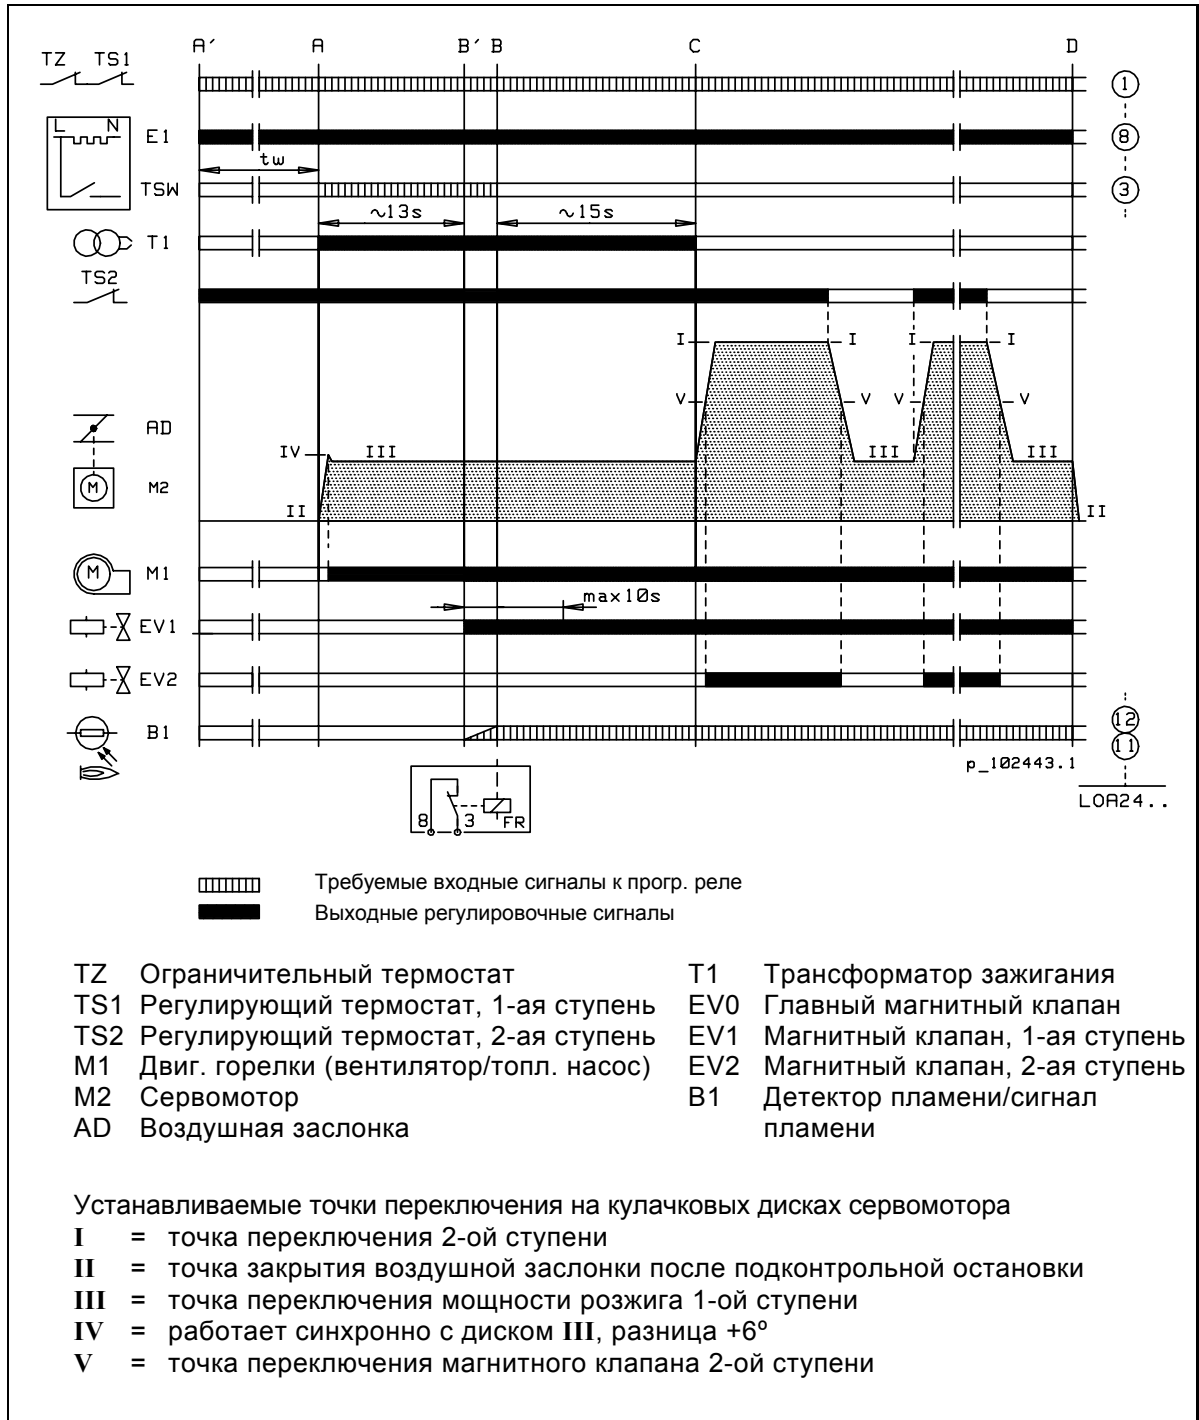 A´ A B´ B C D
TZ TS1
1
L N
E1
8
tw
TSW
3
~13s ~15s
T1
TS2
I I I I
V V V V
AD
IV III III III
M2
II II
M1
max10s
EV1
EV2
B1
12
11
p_102443.1
LOA24..
8 3 FR
Требуемые входные сигналы к прогр. реле
Выходные регулировочные сигналы
TZ Ограничительный термостат
TS1 Регулирующий термостат, 1-ая ступень
TS2 Регулирующий термостат, 2-ая ступень
M1 Двиг. горелки (вентилятор/топл. насос)
M2 Сервомотор
AD Воздушная заслонка
T1 Трансформатор зажигания
EV0 Главный магнитный клапан
EV1 Магнитный клапан, 1-ая ступень
EV2 Магнитный клапан, 2-ая ступень
B1 Детектор пламени/сигнал
пламени
Устанавливаемые точки переключения на кулачковых дисках сервомотора
I = точка переключения 2-ой ступени
II = точка закрытия воздушной заслонки после подконтрольной остановки
III = точка переключения мощности розжига 1-ой ступени
IV = работает синхронно с диском III, разница +6º
V = точка переключения магнитного клапана 2-ой ступени
M
M